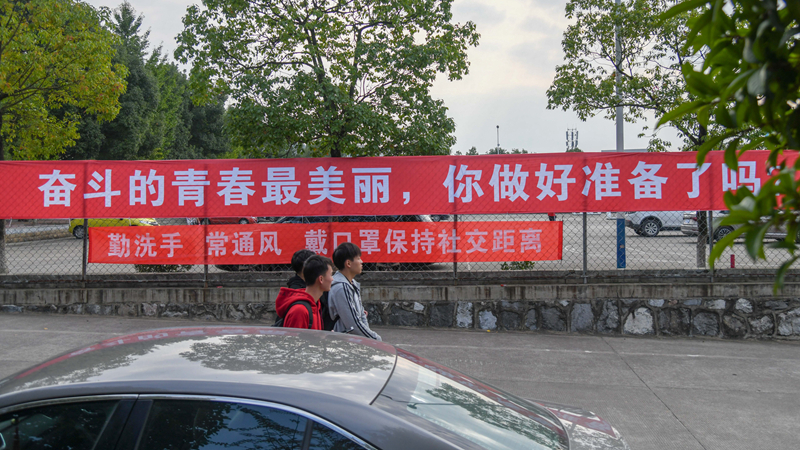 奋斗的青春最美丽，你做好准备了吗
勤洗手 常通风 戴口罩保持社交距离